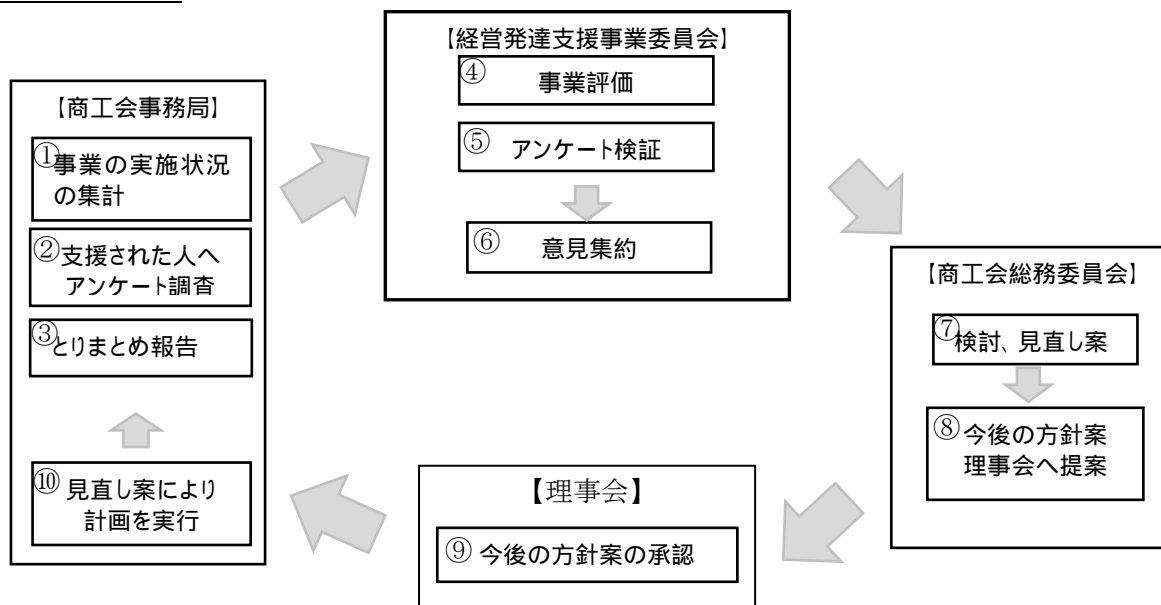 【商工会事務局】
①事業の実施状況
の集計
②支援された人へ
アンケート調査
③とりまとめ報告
⑩見直し案により
計画を実行
【経営発達支援事業委員会】
④事業評価
⑤アンケート検証
⑥意見集約
【商工会総務委員会】
⑦検討、見直し案
⑧今後の方針案
理事会へ提案
【理事会】
⑨今後の方針案の承認